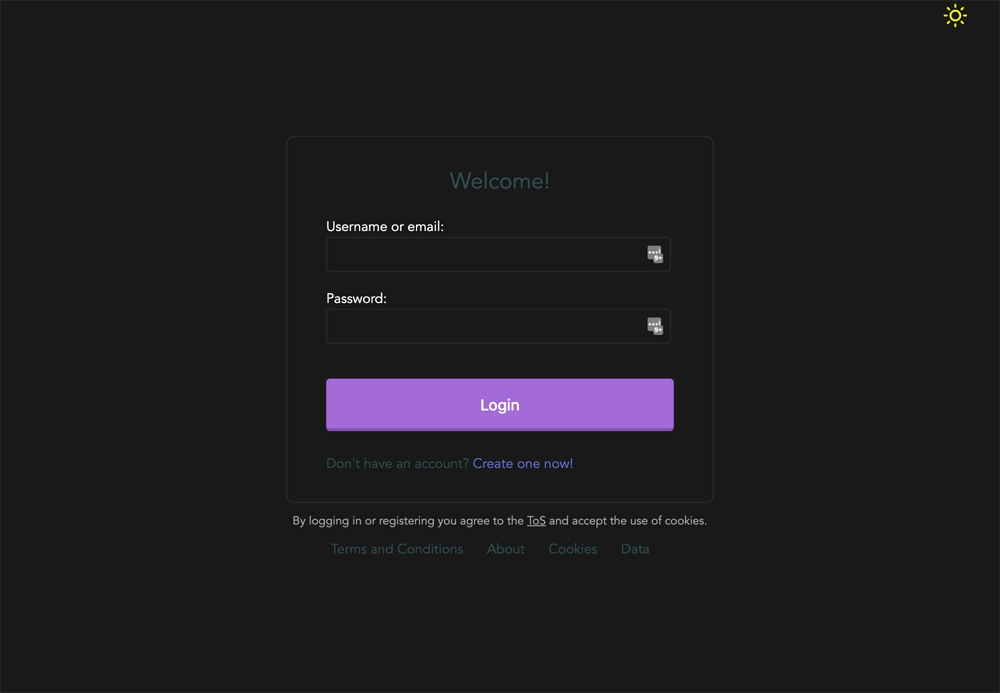 Welcome!
Username or email:
Password:
Login
Don't have an account? Create one now!
By logging in or registering you agree to the ToS and accept the use of cookies.
Terms and Conditions About Cookies Data